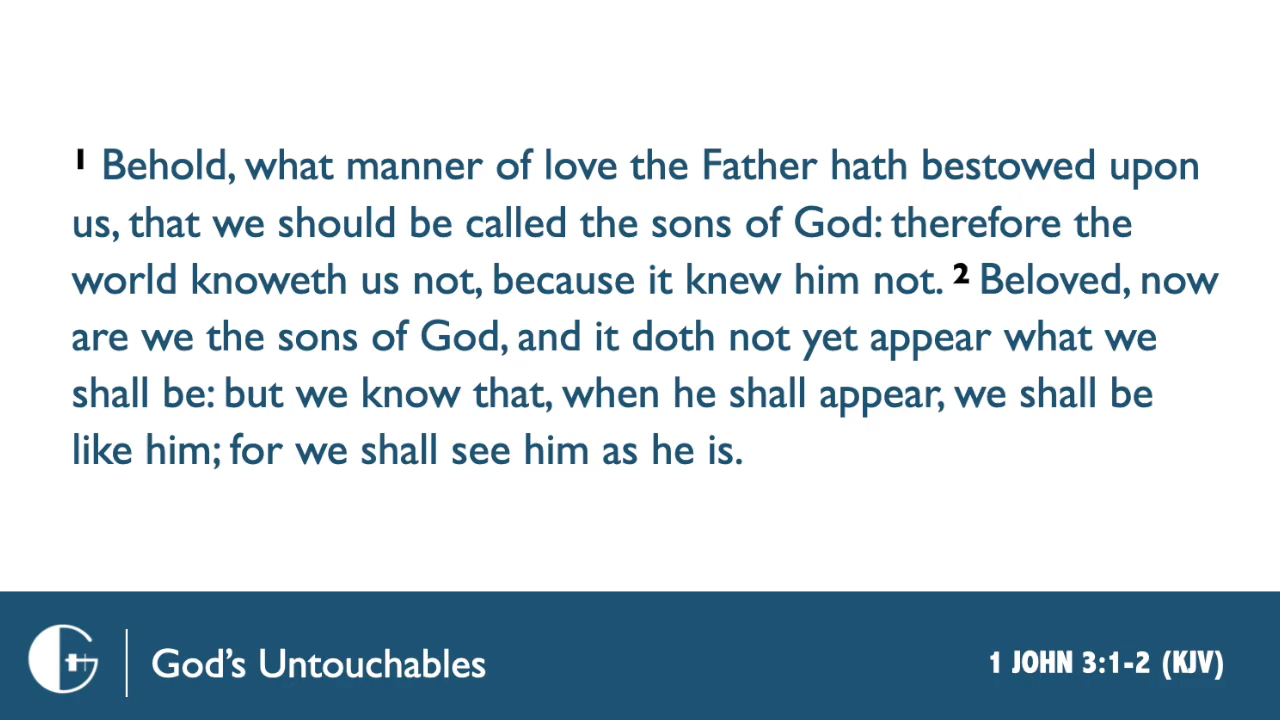 1 Behold, what manner of love the Father hath bestowed upon
us, that we should be called the sons of God: therefore the
world knoweth us not, because it knew him not. 2 Beloved, now
are we the sons of God, and it doth not yet appear what we
shall be: but we know that, when he shall appear, we shall be
like him; for we shall see him as he is.
God's Untouchables
1 JOHN 3:1-2 (KJV)